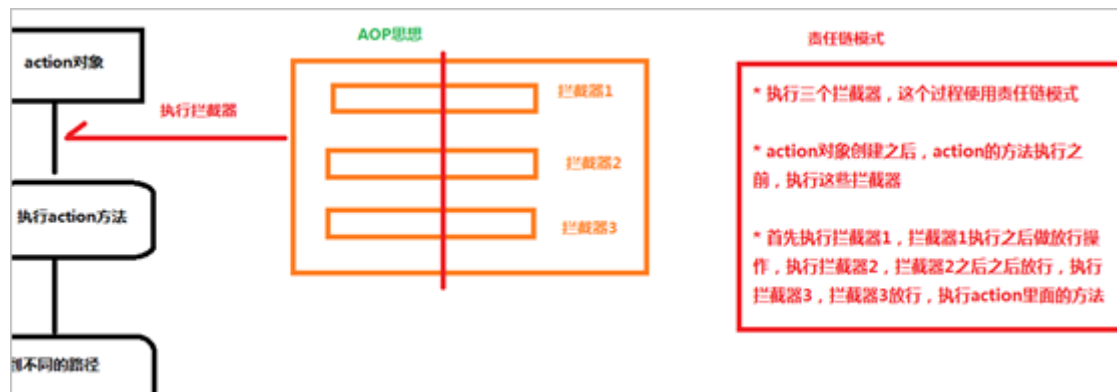 AOP思想
责任链模式
action对象
执行拦截器
拦截器1
拦截器2
拦截器3
执行action方法
到不同的路径
* 执行三个拦截器，这个过程使用责任链模式
* action对象创建之后，action的方法执行之
前，执行这些拦截器
* 首先执行拦截器1，拦截器1执行之后做放行操
作，执行拦截器2，拦截器2之后之后放行，执行
拦截器3，拦截器3放行，执行action里面的方法